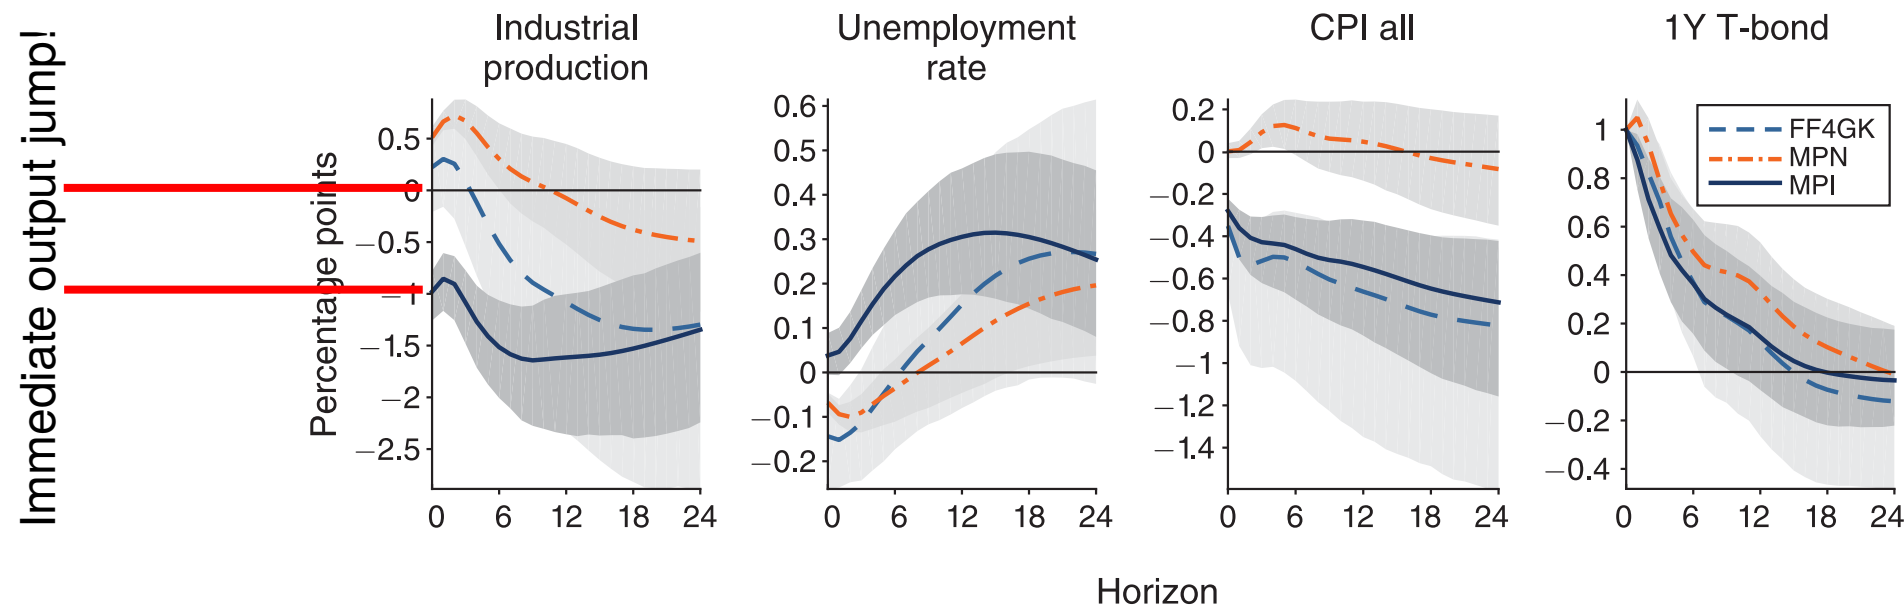 Immediate output jump!
Industrial
production
Unemployment
rate
CPI all
1Y T-bond
Percentage points
0.5
0
−0.5
−1
−1.5
−2
−2.5
0 6 12 18 24
0.6
0.5
0.4
0.3
0.2
0.1
0
−0.1
−0.2
0 6 12 18 24
0.2
0
−0.2
−0.4
−0.6
−0.8
−1
−1.2
−1.4
0 6 12 18 24
1
0.8
0.6
0.4
0.2
0
−0.2
−0.4
0 6 12 18 24
FF4GK
MPN
MPI
Horizon